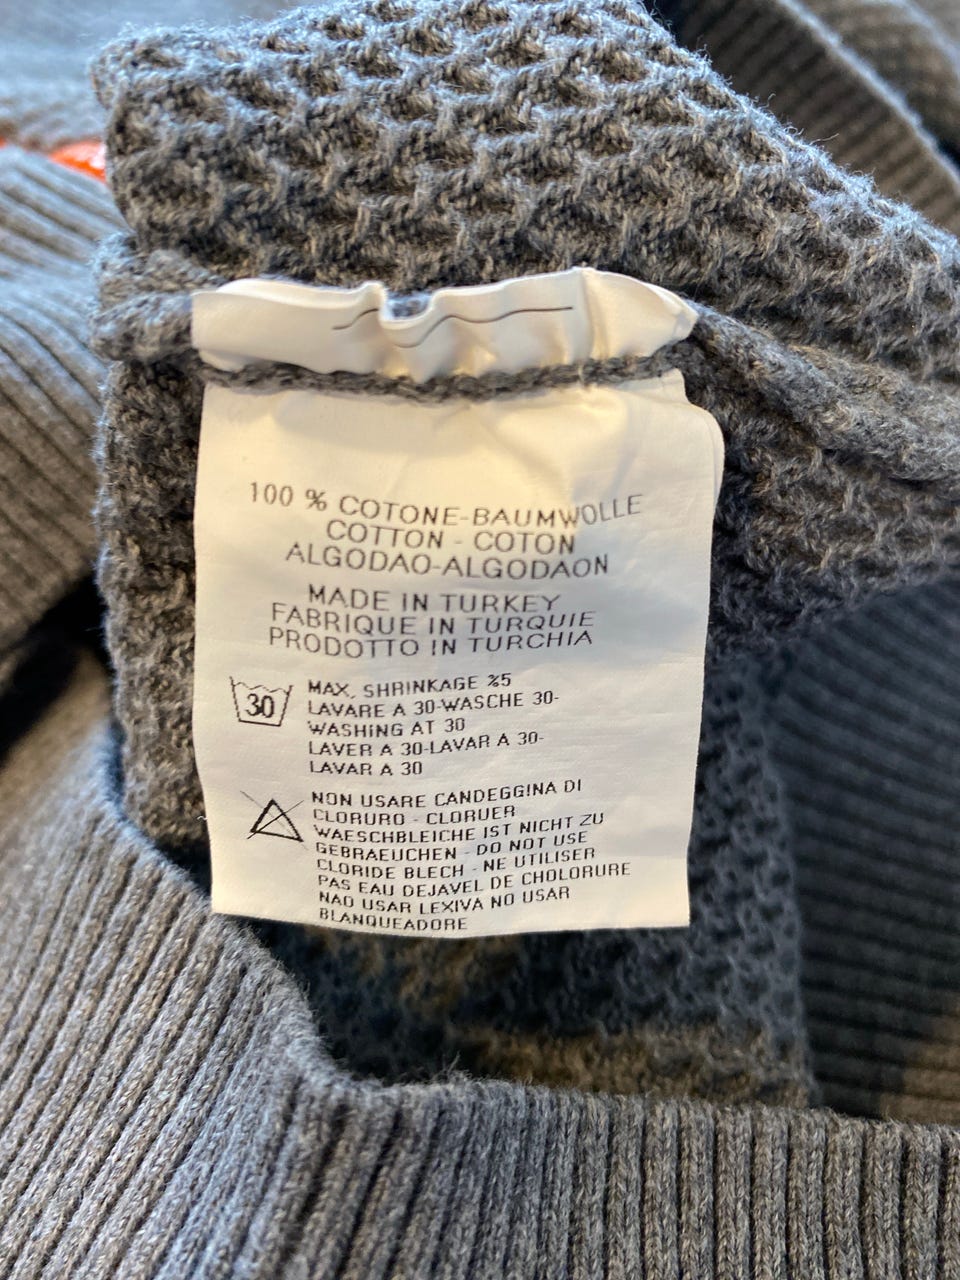 100 % COTONE-BAUMWOLLE
COTTON - COTON
ALGODAO-ALGODAON
MADE IN TURKEY
FABRIQUE IN TURQUIE
PRODOTTO IN TURCHIA
30
MAX, SHRINKAGE %5
LAVARE A 30-WASCHE 30-
WASHING AT 30
LAVER A 30-LAVAR A 30-
LAVAR A 30
NON USARE CANDEGGINA DI
CLORURO - CLORUER
WAESCHBLEICHE IST NICHT ZU
GEBRAEUCHEN - DO NOT USE
CLORIDE BLECH - NE UTILISER
PAS EAU DEJAVEL DE CHOLORURE
NAO USAR LEXIVA NO USAR
BLANQUEADORE